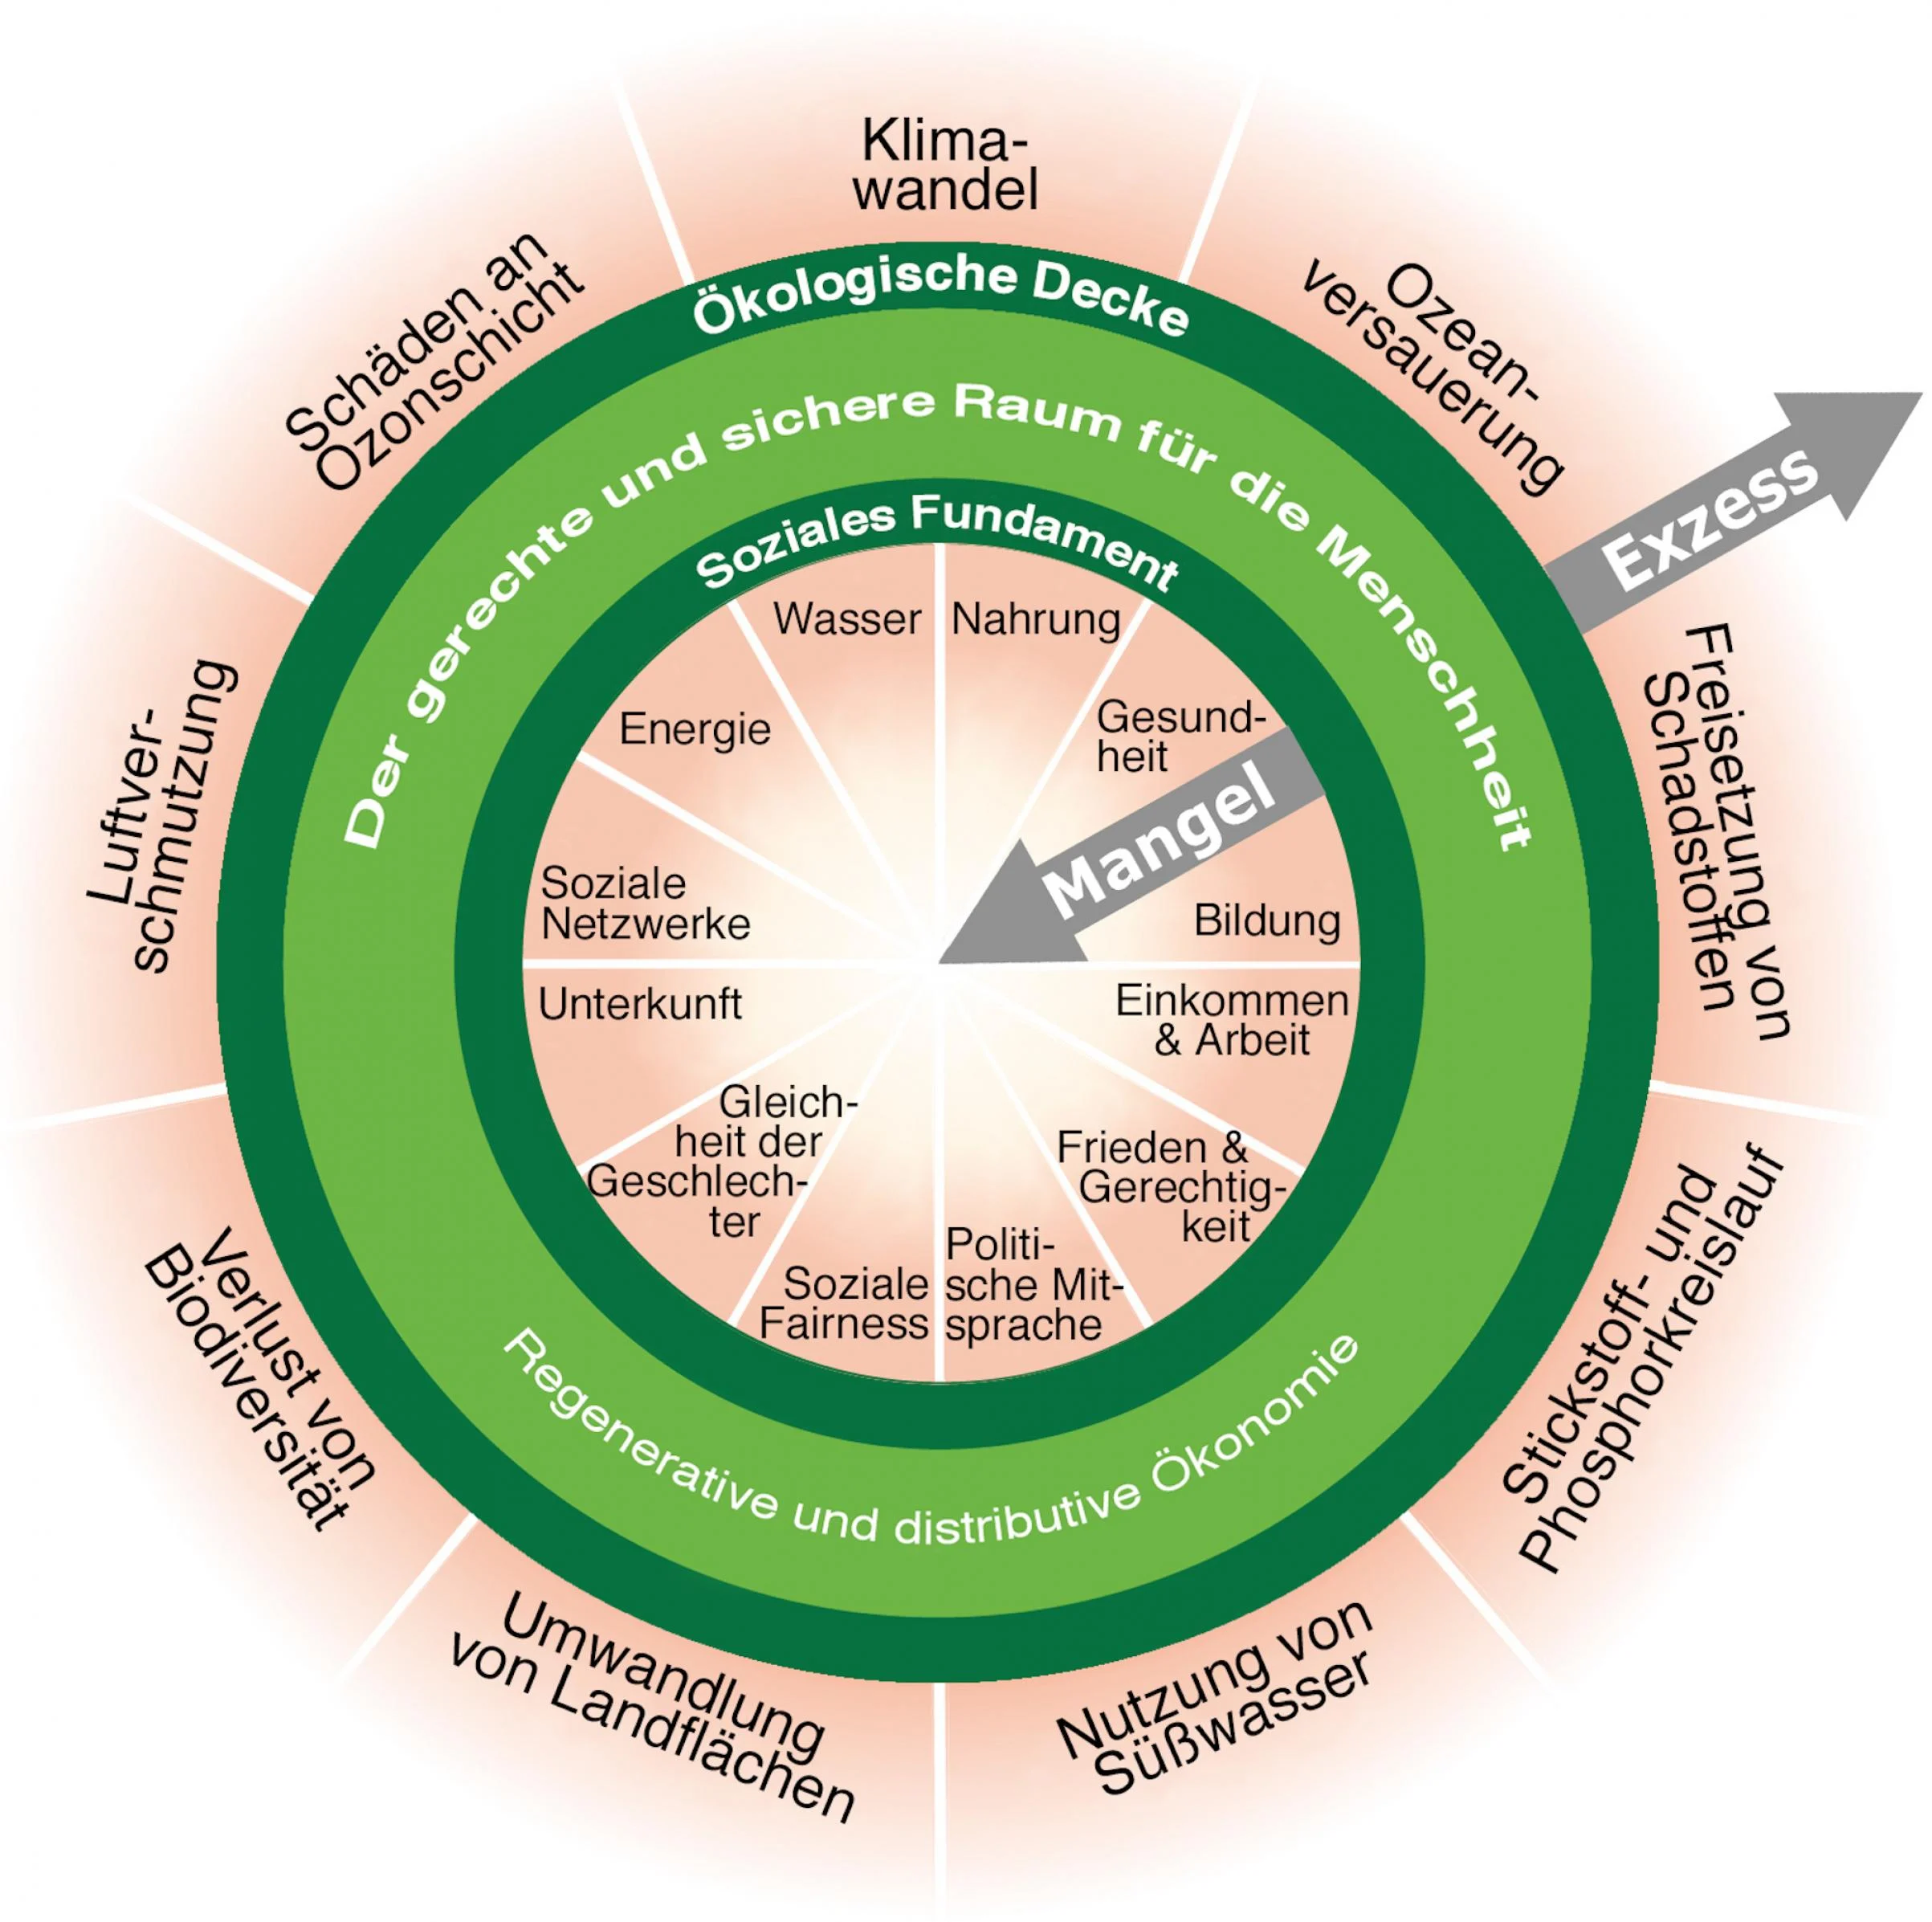 Klima-
wandel
Ozean-
versauerung
Exzess
Freisetzung von
Schadstoffen
Stickstoff- und
Phosphorkreislauf
Nutzung von
Süßwasser
Umwandlung
von Landflächen
Verlust von
Biodiversität
Luftver-
schmutzung
Schäden an
Ozonschicht
Ökologische Decke
Der gerechte und sichere Raum für die Menschheit
Soziales Fundament
Wasser
Nahrung
Gesund-
heit
Mangel
Bildung
Einkommen
& Arbeit
Frieden &
Gerechtig-
keit
Politi-
sche Mit-
sprache
Soziale
Fairness
Gleich-
heit der
Geschlech-
ter
Unterkunft
Soziale
Netzwerke
Energie
Regenerative und distributive Ökonomie